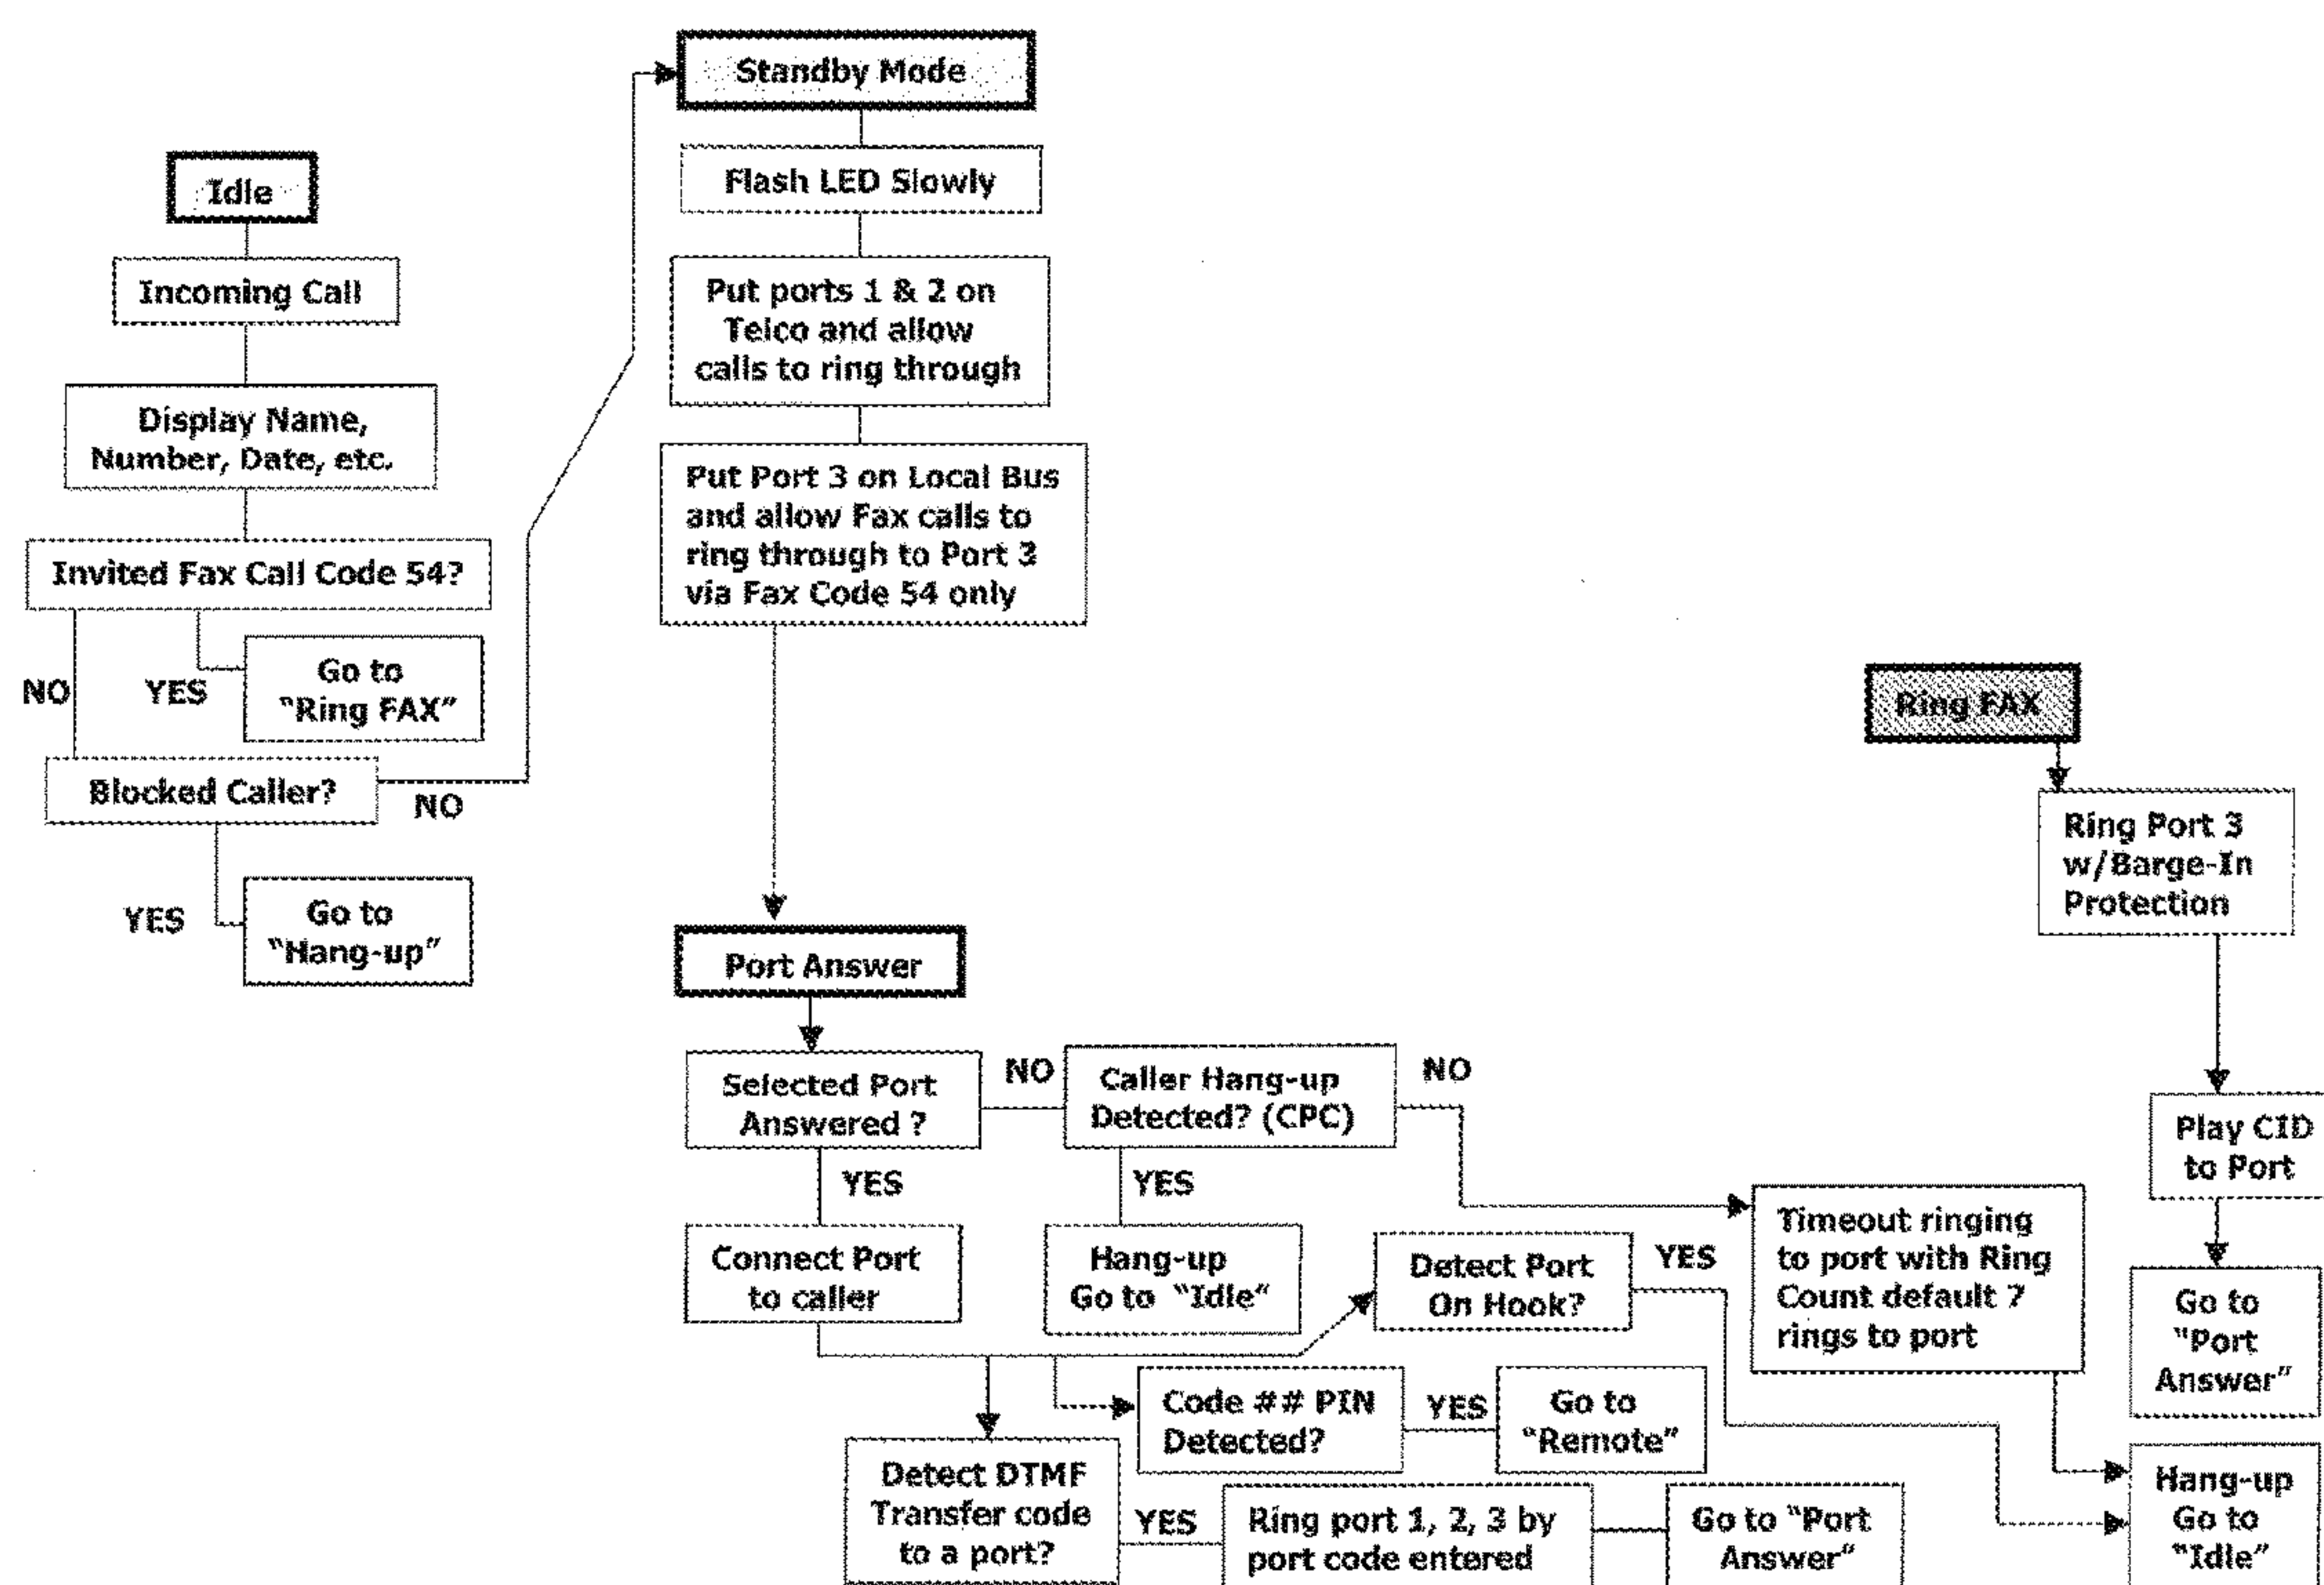 Standby Mode
Flash LED Slowly
Put ports 1 & 2 on
Telco and allow
calls to ring through
Put Port 3 on Local Bus
and allow Fax calls to
ring through to Port 3
via Fax Code 54 only
Idle
Incoming Call
Display Name,
Number, Date, etc.
Invited Fax Call Code 54?
NO
YES
Go to
"Ring FAX"
Blocked Caller?
NO
YES
Go to
"Hang-up"
Port Answer
Selected Port
Answered ?
NO
Caller Hang-up
Detected? (CPC)
NO
YES
YES
Connect Port
to caller
Hang-up
Go to "Idle"
Detect Port
On Hook?
YES
Timeout ringing
to port with Ring
Count default 7
rings to port
Code ## PIN
Detected?
YES
Go to
"Remote"
Detect DTMF
Transfer code
to a port?
YES
Ring port 1, 2, 3 by
port code entered
Go to "Port
Answer"
Ring FAX
Ring Port 3
w/Barge-In
Protection
Play CID
to Port
Go to
"Port
Answer"
Hang-up
Go to
"Idle"